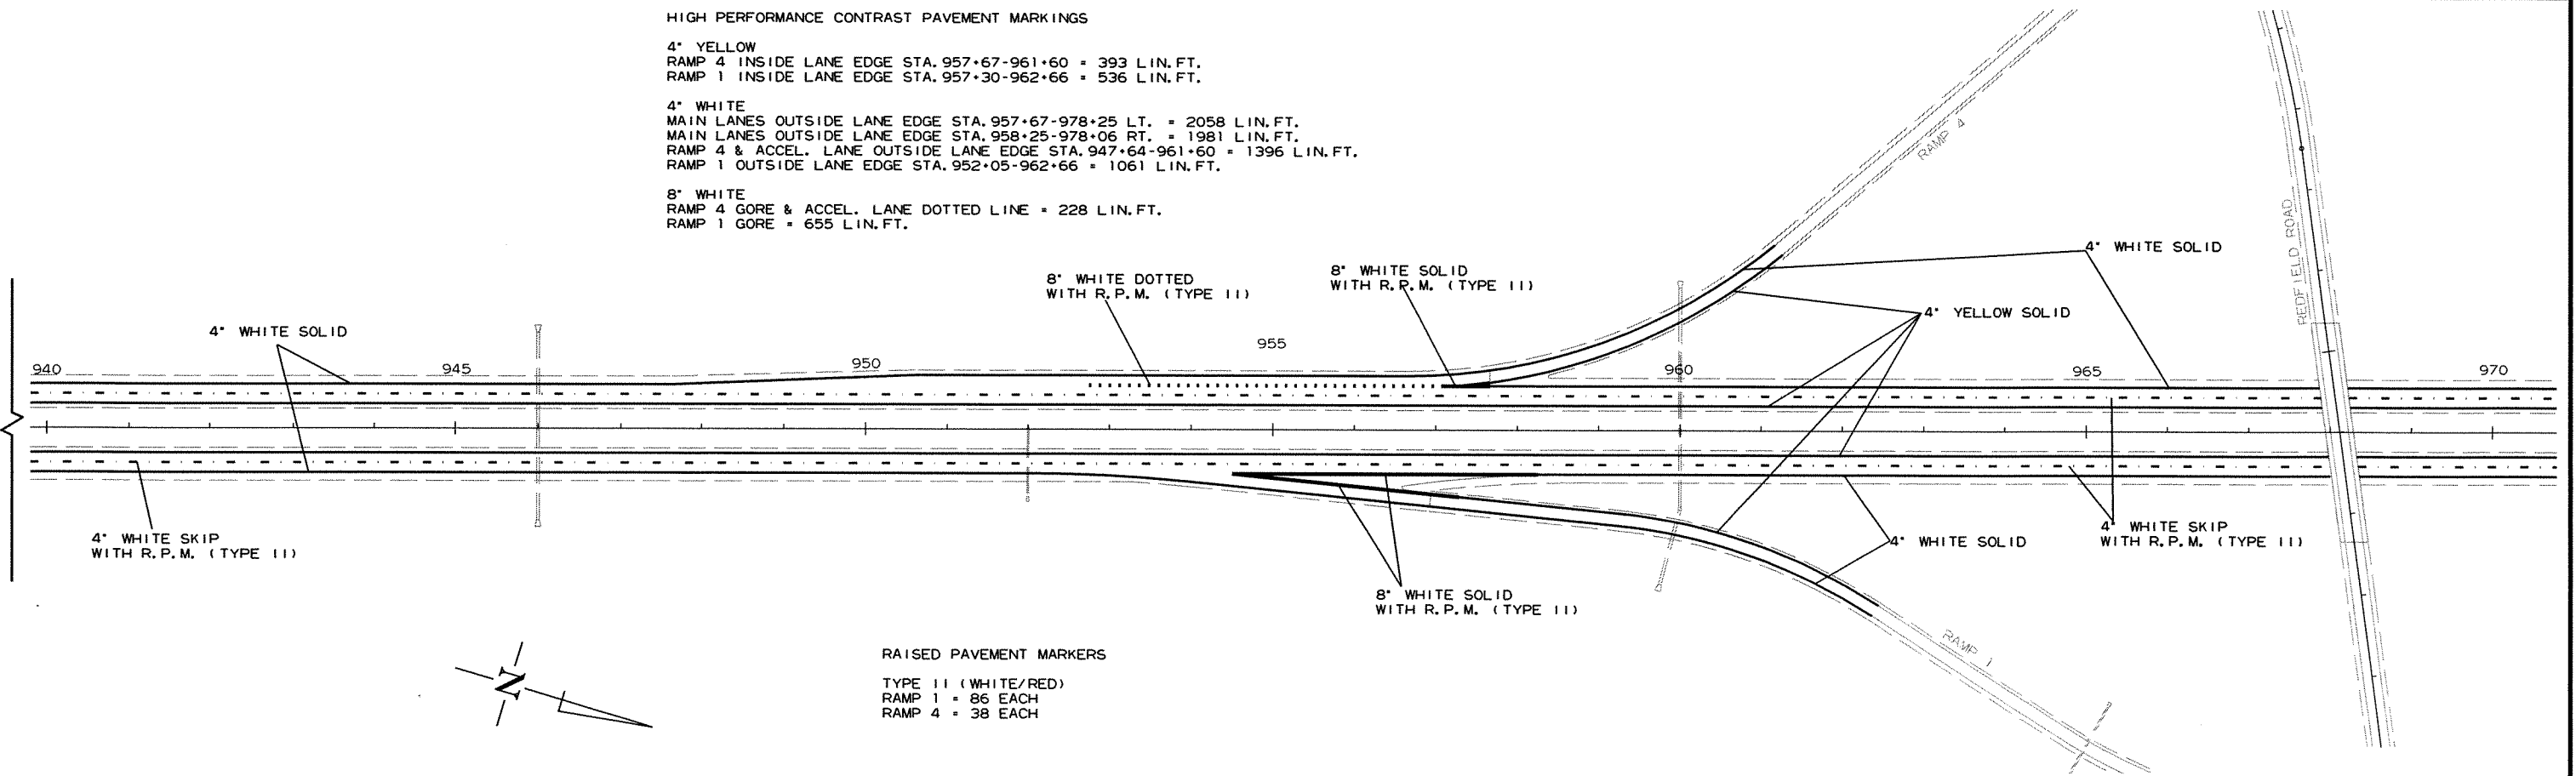 HIGH PERFORMANCE CONTRAST PAVEMENT MARKINGS
4" YELLOW
RAMP 4 INSIDE LANE EDGE STA. 957+67-961+60 = 393 LIN.FT.
RAMP 1 INSIDE LANE EDGE STA. 957+30-962+66 = 536 LIN.FT.
4" WHITE
MAIN LANES OUTSIDE LANE EDGE STA. 957+67-978+25 LT. = 2058 LIN.FT.
MAIN LANES OUTSIDE LANE EDGE STA. 958+25-978+06 RT. = 1981 LIN.FT.
RAMP 4 & ACCEL. LANE OUTSIDE LANE EDGE STA. 947+64-961+60 = 1396 LIN.FT.
RAMP 1 OUTSIDE LANE EDGE STA. 952+05-962+66 = 1061 LIN.FT.
8" WHITE
RAMP 4 GORE & ACCEL. LANE DOTTED LINE = 228 LIN.FT.
RAMP 1 GORE = 655 LIN.FT.
RAMP 4
REDFIELD ROAD
4" WHITE SOLID
8" WHITE DOTTED
WITH R.P.M. (TYPE II)
8" WHITE SOLID
WITH R.P.M. (TYPE II)
4" WHITE SOLID
4" YELLOW SOLID
940
945
950
955
960
965
970
4" WHITE SKIP
WITH R.P.M. (TYPE II)
4" WHITE SKIP
WITH R.P.M. (TYPE II)
4" WHITE SOLID
8" WHITE SOLID
WITH R.P.M. (TYPE II)
RAMP 1
N
RAISED PAVEMENT MARKERS
TYPE II (WHITE/RED)
RAMP 1 = 86 EACH
RAMP 4 = 38 EACH